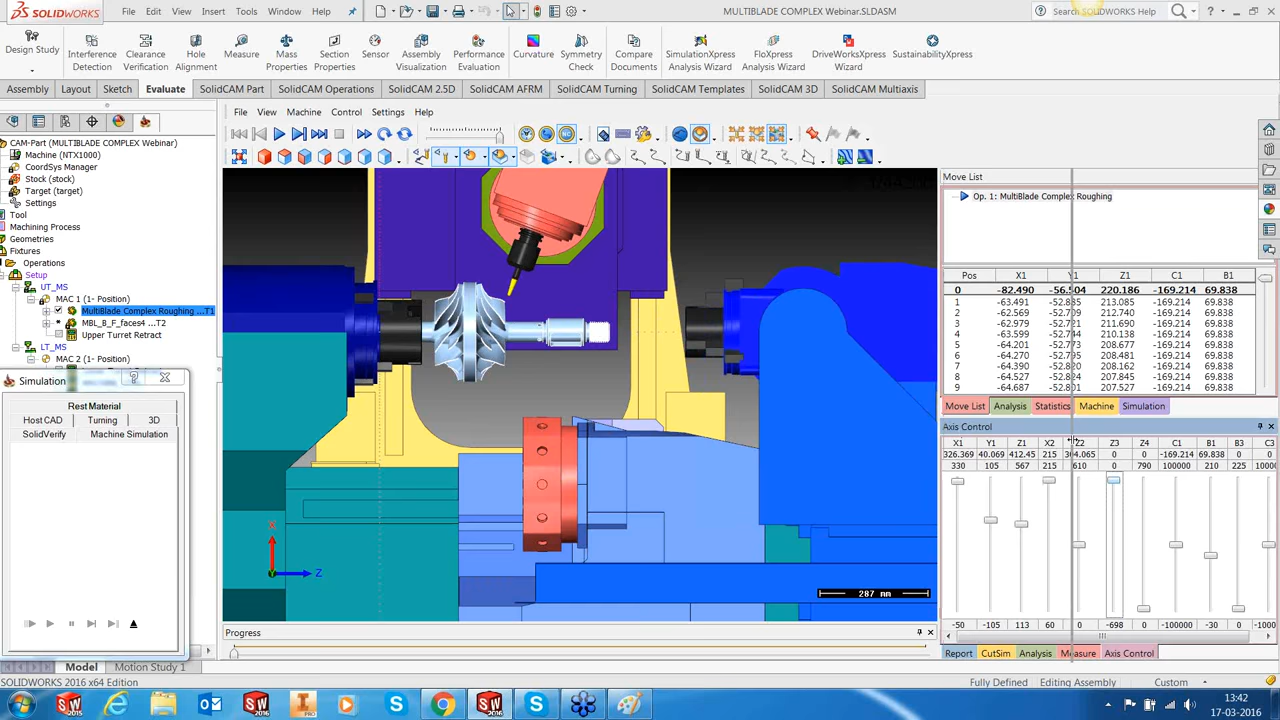 SOLIDWORKS
File Edit View Insert Tools Window Help
MULTIBLADE COMPLEX Webinar.SLDASM
Search SOLIDWORKS Help
Design Study
Interference Detection
Clearance Verification
Hole Alignment
Measure
Mass Properties
Section Properties
Sensor
Assembly Visualization
Performance Evaluation
Curvature
Symmetry Check
Compare Documents
SimulationXpress Analysis Wizard
FloXpress Analysis Wizard
DriveWorksXpress Wizard
SustainabilityXpress
Assembly Layout Sketch Evaluate SolidCAM Part SolidCAM Operations SolidCAM 2.5D SolidCAM AFRM SolidCAM Turning SolidCAM Templates SolidCAM 3D SolidCAM Multiaxis
File View Machine Control Settings Help
CAM-Part (MULTIBLADE COMPLEX Webinar)
Machine (NTX1000)
CoordSysManager
Stock (stock)
Target (target)
Settings
Tool
Machining Process
Geometries
Fixtures
Operations
Setup
UT_MS
MAC 1 (1- Position)
MultiBlade Complex Roughing ...T1
MBL_B_F_faces4 ...T2
Upper Turret Retract
LT_MS
MAC 2 (1- Position)
Simulation
Rest Material
Host CAD Turning 3D
SolidVerify Machine Simulation
X
Z
287 mm
Progress
Move List
Op. 1: MultiBlade Complex Roughing
Pos X1 Y1 Z1 C1 B1
0 -82.490 -56.504 220.186 -169.214 69.838
1 -63.491 -52.835 213.085 -169.214 69.838
2 -62.569 -52.709 212.740 -169.214 69.838
3 -62.979 -52.721 211.690 -169.214 69.838
4 -63.599 -52.744 210.138 -169.214 69.838
5 -64.201 -52.773 208.677 -169.214 69.838
6 -64.270 -52.795 208.481 -169.214 69.838
7 -64.390 -52.820 208.162 -169.214 69.838
8 -64.527 -52.824 207.845 -169.214 69.838
9 -64.687 -52.801 207.527 -169.214 69.838
Move List Analysis Statistics Machine Simulation
Axis Control
X1 Y1 Z1 X2 Z2 Z3 Z4 C1 B1 B3 C3
326.369 40.069 412.45 215 304.065 0 0 -169.214 69.838 0 0
330 105 567 215 610 0 790 100000 210 225 10000
-50 -105 113 60 0 -698 0 -100000 -30 0 -1000
Report CutSim Analysis Measure Axis Control
Model Motion Study 1
SOLIDWORKS 2016 x64 Edition
Fully Defined Editing Assembly Custom
13:42
17-03-2016